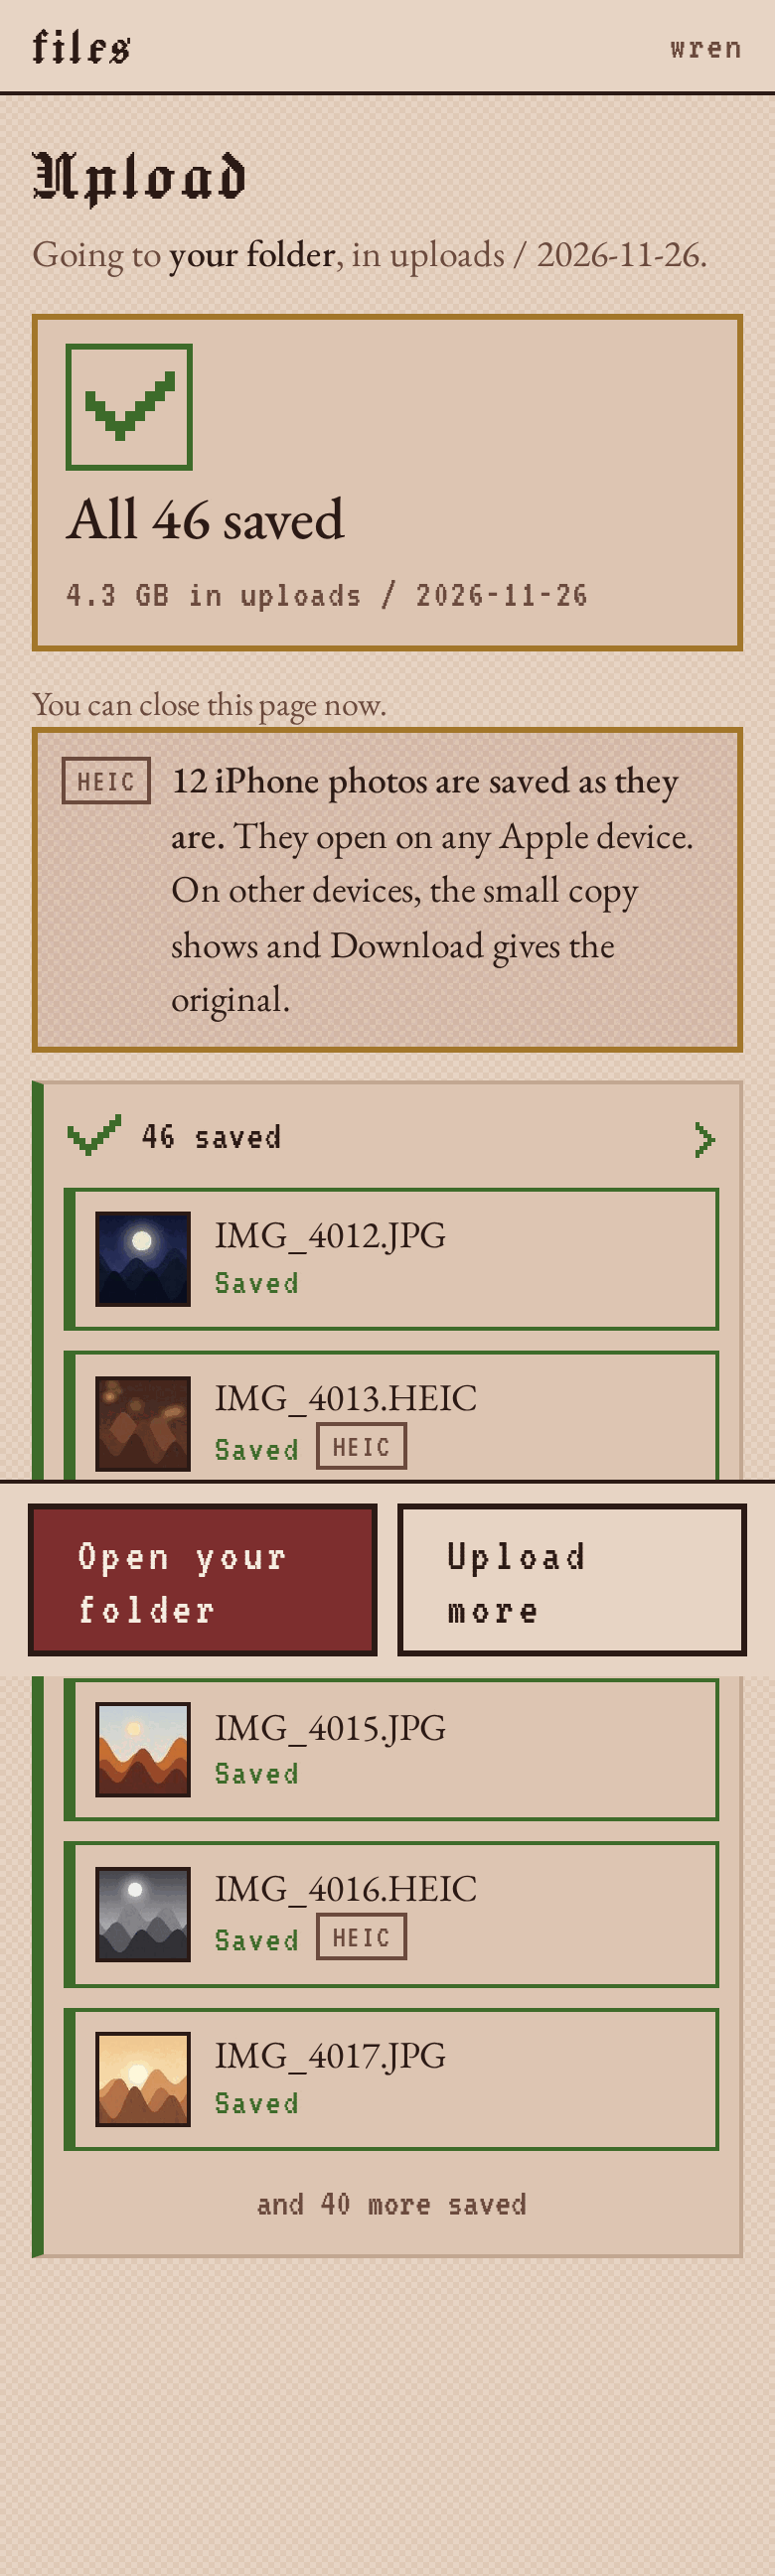 files
wren
Upload
Going to your folder, in uploads / 2026-11-26.
All 46 saved
4.3 GB in uploads / 2026-11-26
You can close this page now.
HEIC
12 iPhone photos are saved as they
are. They open on any Apple device.
On other devices, the small copy
shows and Download gives the
original.
46 saved
IMG_4012.JPG
Saved
IMG_4013.HEIC
Saved HEIC
Open your
folder
Upload
more
IMG_4015.JPG
Saved
IMG_4016.HEIC
Saved HEIC
IMG_4017.JPG
Saved
and 40 more saved